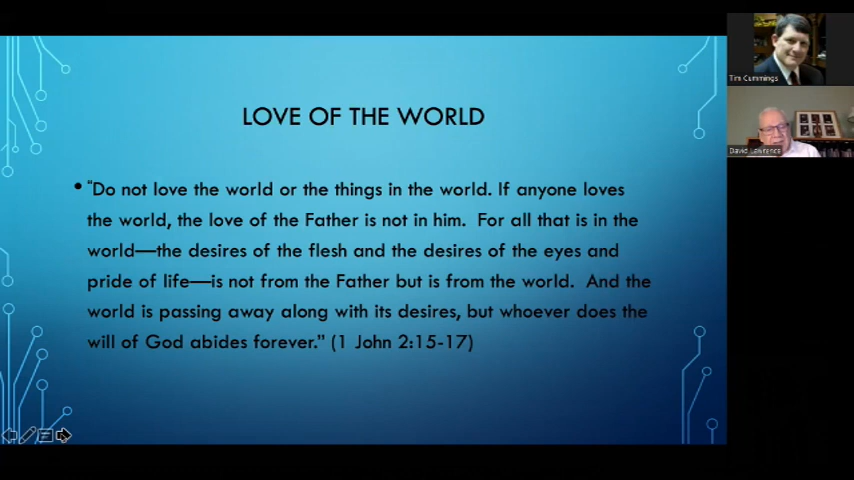 LOVE OF THE WORLD
• "Do not love the world or the things in the world. If anyone loves
the world, the love of the Father is not in him. For all that is in the
world—the desires of the flesh and the desires of the eyes and
pride of life—is not from the Father but is from the world. And the
world is passing away along with its desires, but whoever does the
will of God abides forever." (1 John 2:15-17)
Tim Cummings
David Lawrence